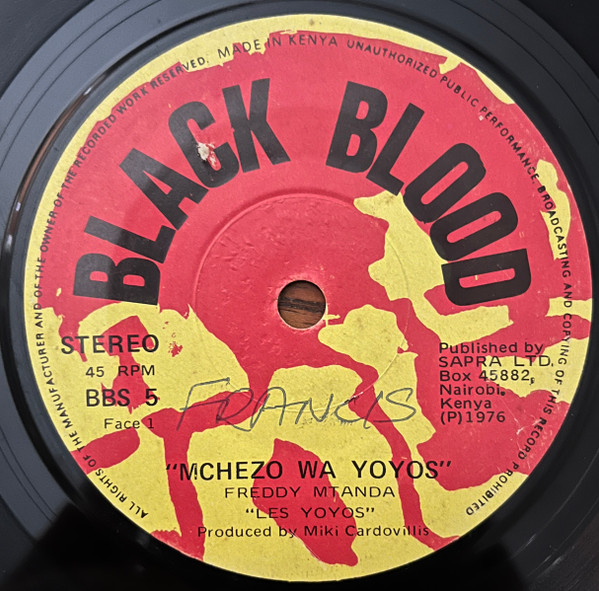 ALL RIGHTS OF THE MANUFACTURER AND OF THE OWNER OF THE RECORDED WORK RESERVED. MADE IN KENYA UNAUTHORIZED PUBLIC PERFORMANCE BROADCASTING AND COPYING OF THIS RECORD PROHIBITED
BLACK BLOOD
STEREO
45 RPM
BBS 5
Face 1
Published by
SAPRA LTD.
Box 45882,
Nairobi.
Kenya
(P)1976
FRANCIS
"MCHEZO WA YOYOS"
FREDDY MTANDA
"LES YOYOS"
Produced by Miki Cardovillis